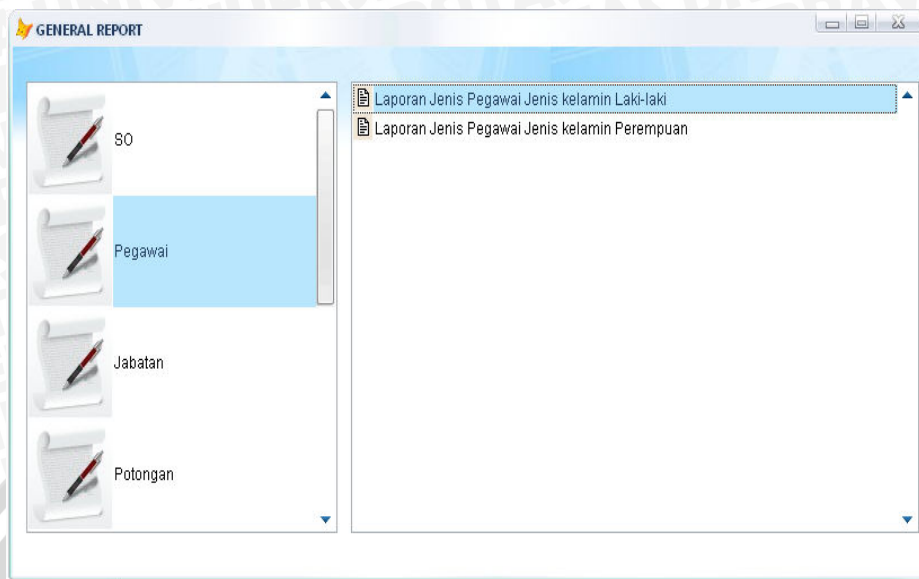 GENERAL REPORT
SO
Pegawai
Jabatan
Potongan
Laporan Jenis Pegawai Jenis kelamin Laki-laki
Laporan Jenis Pegawai Jenis kelamin Perempuan